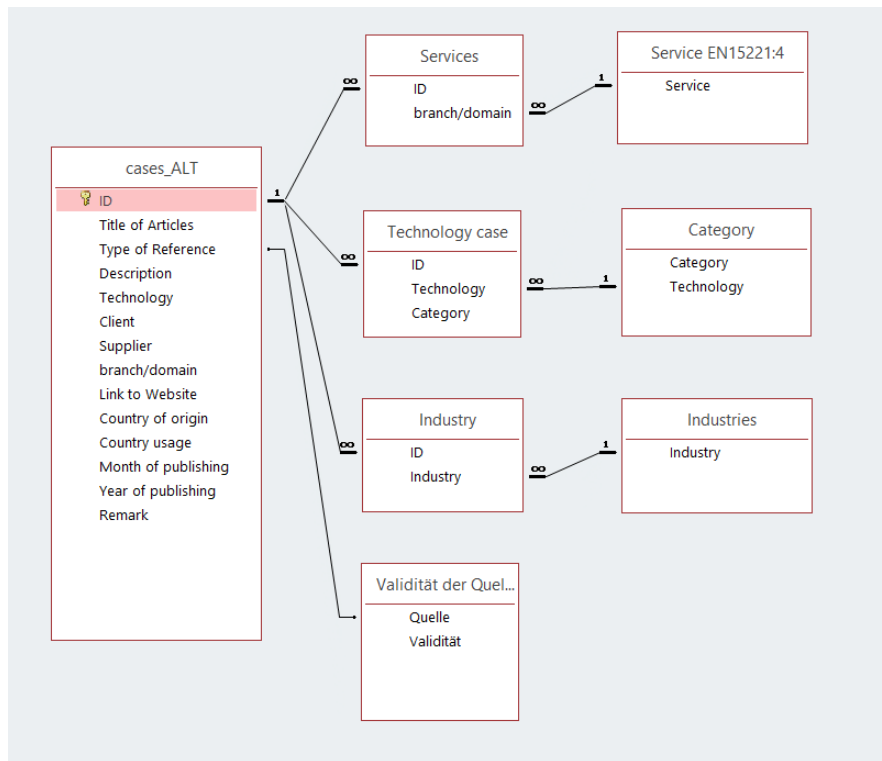 cases_ALT
ID
Title of Articles
Type of Reference
Description
Technology
Client
Supplier
branch/domain
Link to Website
Country of origin
Country usage
Month of publishing
Year of publishing
Remark
1
∞
∞
∞
Services
ID
branch/domain
∞
1
Service EN15221:4
Service
Technology case
ID
Technology
Category
∞
1
Category
Category
Technology
Industry
ID
Industry
∞
1
Industries
Industry
Validität der Quel...
Quelle
Validität